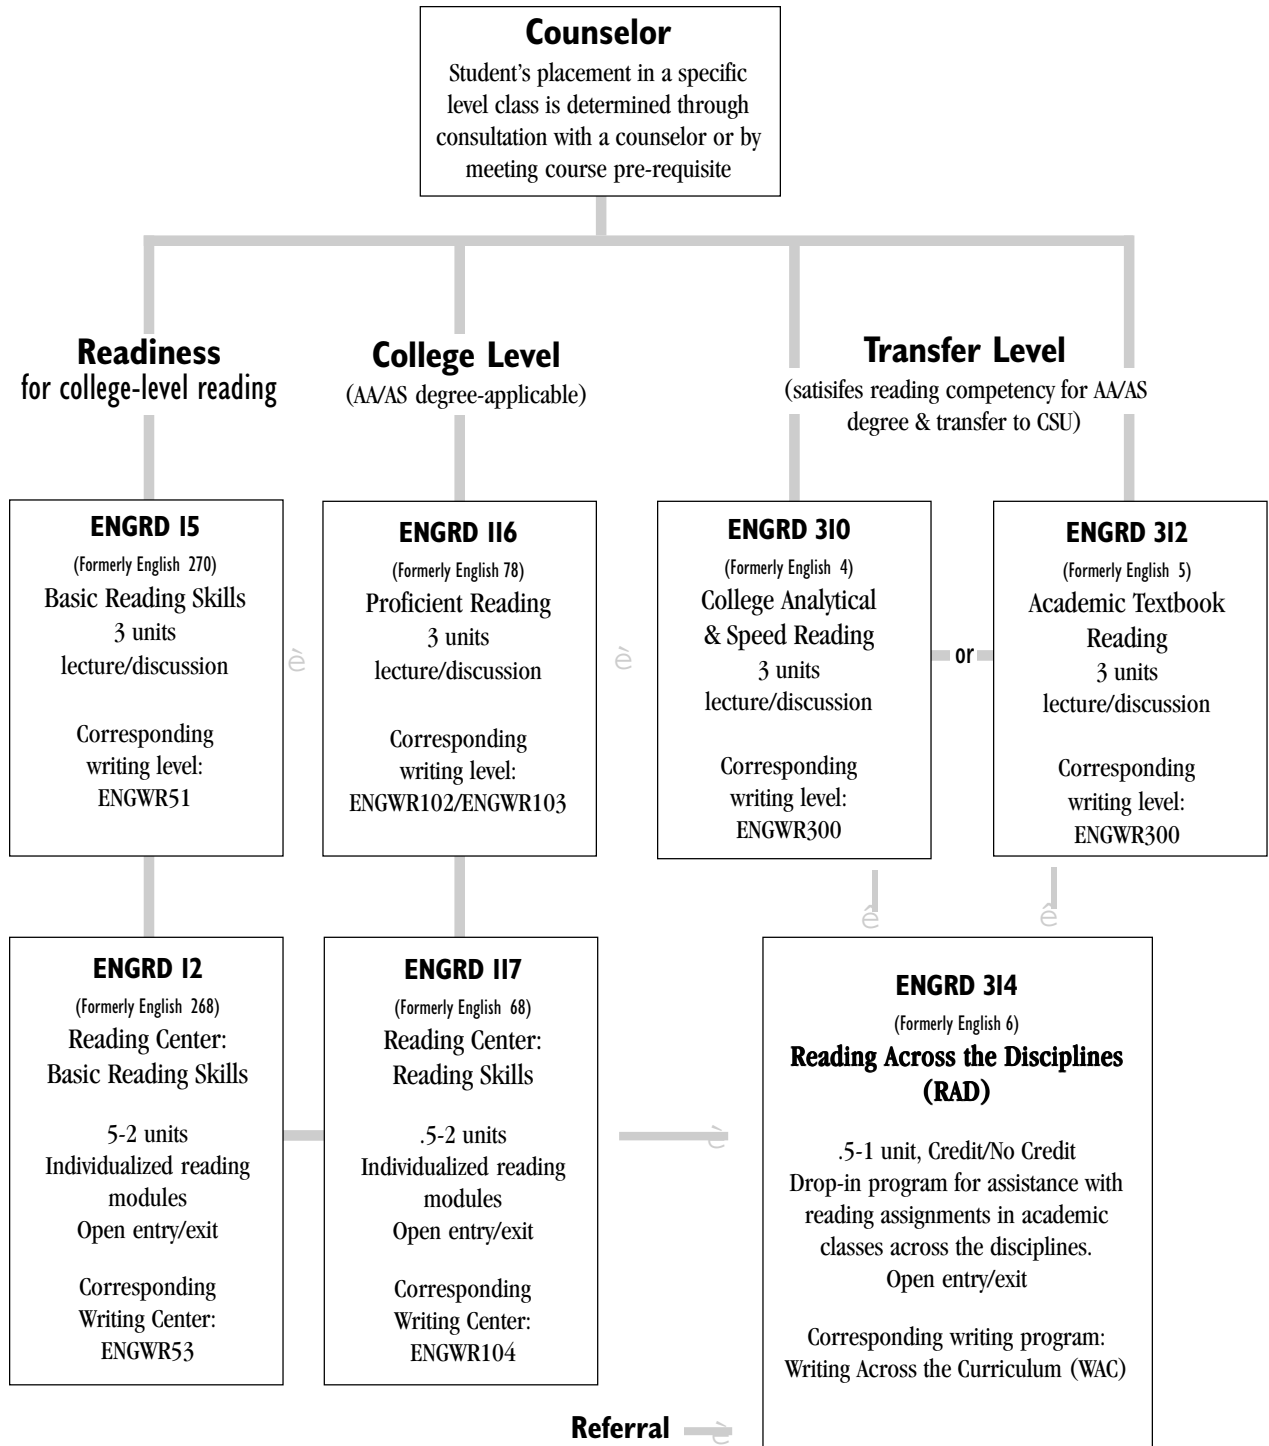 Counselor
Student’s placement in a specific
level class is determined through
consultation with a counselor or by
meeting course pre-requisite
Readiness
for college-level reading
College Level
(AA/AS degree-applicable)
Transfer Level
(satisifes reading competency for AA/AS
degree & transfer to CSU)
ENGRD 15
(Formerly English 270)
Basic Reading Skills
3 units
lecture/discussion
Corresponding
writing level:
ENGWR51
è
ENGRD 116
(Formerly English 78)
Proficient Reading
3 units
lecture/discussion
Corresponding
writing level:
ENGWR102/ENGWR103
è
ENGRD 310
(Formerly English 4)
College Analytical
& Speed Reading
3 units
lecture/discussion
Corresponding
writing level:
ENGWR300
or
ENGRD 312
(Formerly English 5)
Academic Textbook
Reading
3 units
lecture/discussion
Corresponding
writing level:
ENGWR300
ê
ê
ENGRD 12
(Formerly English 268)
Reading Center:
Basic Reading Skills
5-2 units
Individualized reading
modules
Open entry/exit
Corresponding
Writing Center:
ENGWR53
ENGRD 117
(Formerly English 68)
Reading Center:
Reading Skills
.5-2 units
Individualized reading
modules
Open entry/exit
Corresponding
Writing Center:
ENGWR104
è
ENGRD 314
(Formerly English 6)
Reading Across the Disciplines
(RAD)
.5-1 unit, Credit/No Credit
Drop-in program for assistance with
reading assignments in academic
classes across the disciplines.
Open entry/exit
Corresponding writing program:
Writing Across the Curriculum (WAC)
Referral
è